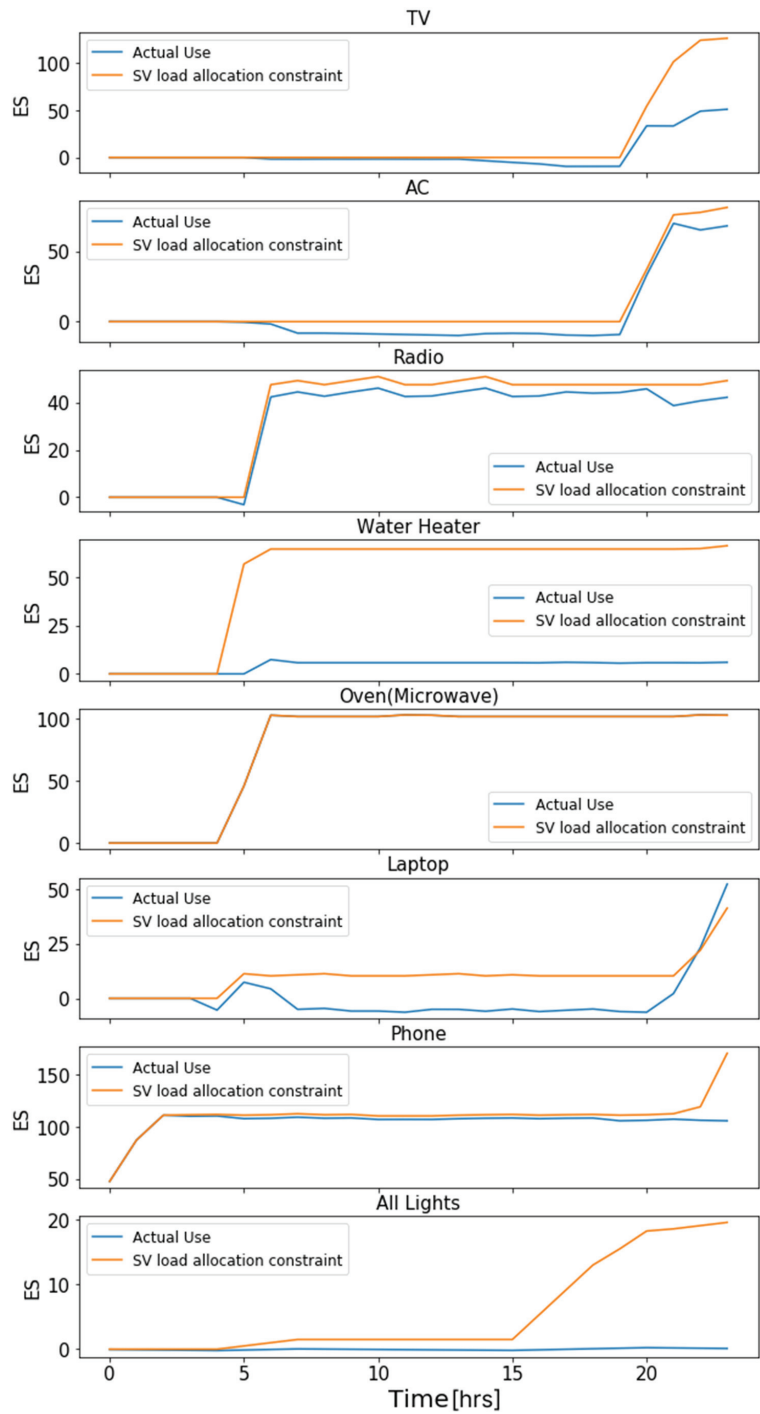 TV
100
50
0
ES
Actual Use
SV load allocation constraint
AC
50
0
ES
Actual Use
SV load allocation constraint
Radio
40
20
0
ES
Actual Use
SV load allocation constraint
Water Heater
50
25
0
ES
Actual Use
SV load allocation constraint
Oven(Microwave)
100
50
0
ES
Actual Use
SV load allocation constraint
Laptop
50
25
0
ES
Actual Use
SV load allocation constraint
Phone
150
100
50
ES
Actual Use
SV load allocation constraint
All Lights
20
10
0
ES
Actual Use
SV load allocation constraint
0 5 10 15 20
Time[hrs]